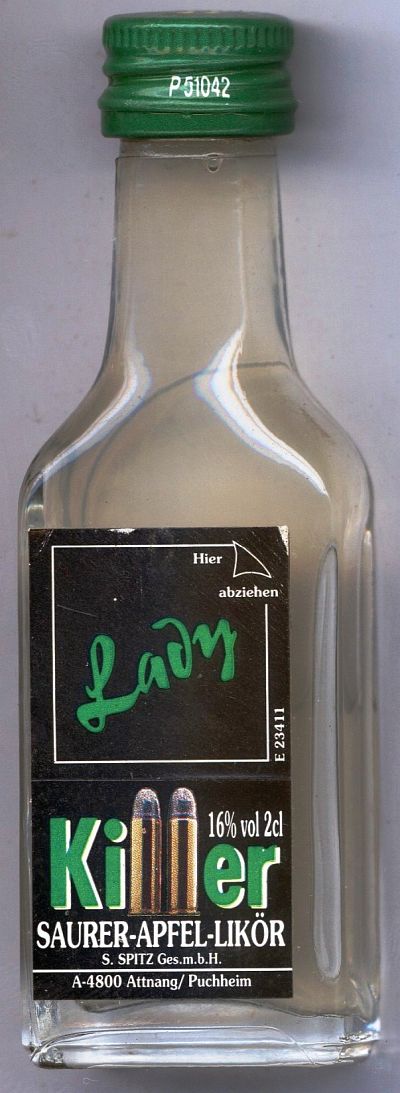 P51042
Hier
abziehen
Lady
E 23411
16% vol 2cl
Killer
SAURER-APFEL-LIKÖR
S. SPITZ Ges.m.b.H.
A-4800 Attnang/Puchheim